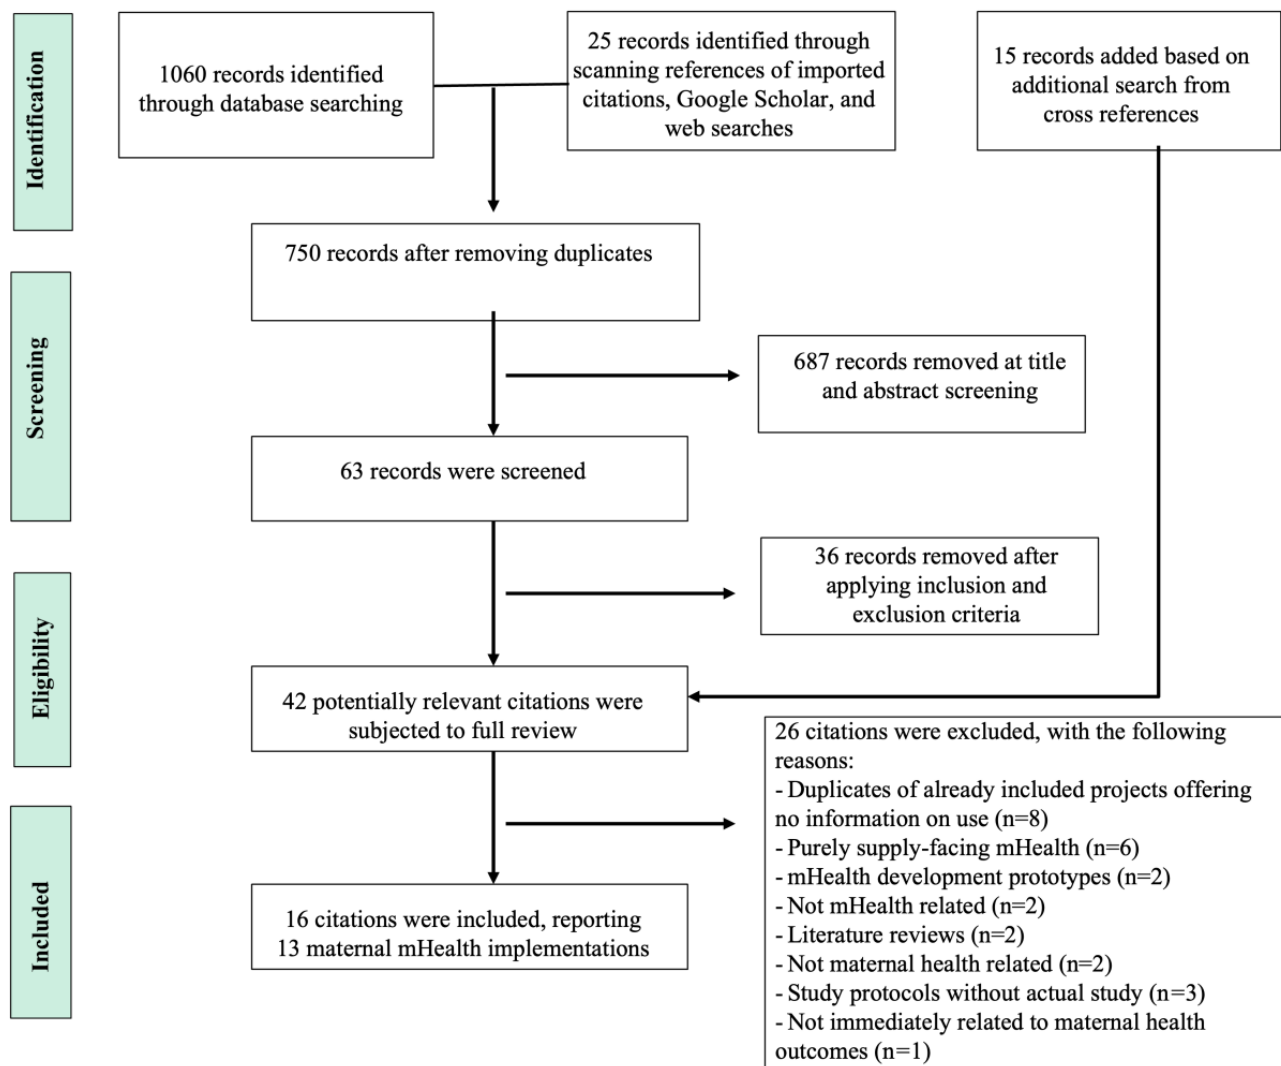 Identification
1060 records identified
through database searching
25 records identified through
scanning references of imported
citations, Google Scholar, and
web searches
15 records added based on
additional search from
cross references
750 records after removing duplicates
Screening
687 records removed at title
and abstract screening
63 records were screened
36 records removed after
applying inclusion and
exclusion criteria
Eligibility
42 potentially relevant citations were
subjected to full review
26 citations were excluded, with the following
reasons:
- Duplicates of already included projects offering
no information on use (n=8)
- Purely supply-facing mHealth (n=6)
- mHealth development prototypes (n=2)
- Not mHealth related (n=2)
- Literature reviews (n=2)
- Not maternal health related (n=2)
- Study protocols without actual study (n=3)
- Not immediately related to maternal health
outcomes (n=1)
Included
16 citations were included, reporting
13 maternal mHealth implementations